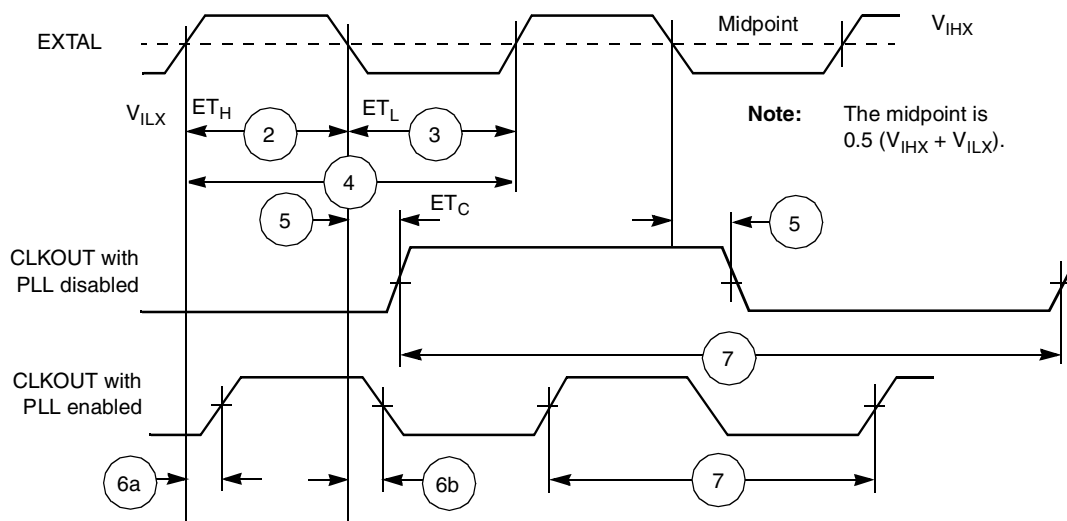 EXTAL
Midpoint
V_IHX
V_ILX
ET_H
2
ET_L
3
Note: The midpoint is
0.5 (V_IHX + V_ILX).
4
5
ET_C
5
CLKOUT with
PLL disabled
7
CLKOUT with
PLL enabled
6a
6b
7